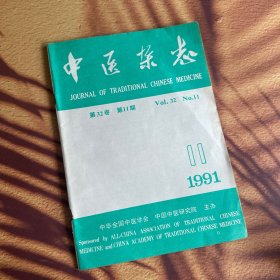 中医杂志
JOURNAL OF TRADITIONAL CHINESE MEDICINE
第32卷 第11期 Vol. 32 No. 11
11
1991
中华全国中医学会 中国中医研究院 主办
Sponsored by ALL-CHINA ASSOCIATION OF TRADITIONAL CHINESE
MEDICINE and CHINA ACADEMY OF TRADITIONAL CHINESE MEDICINE